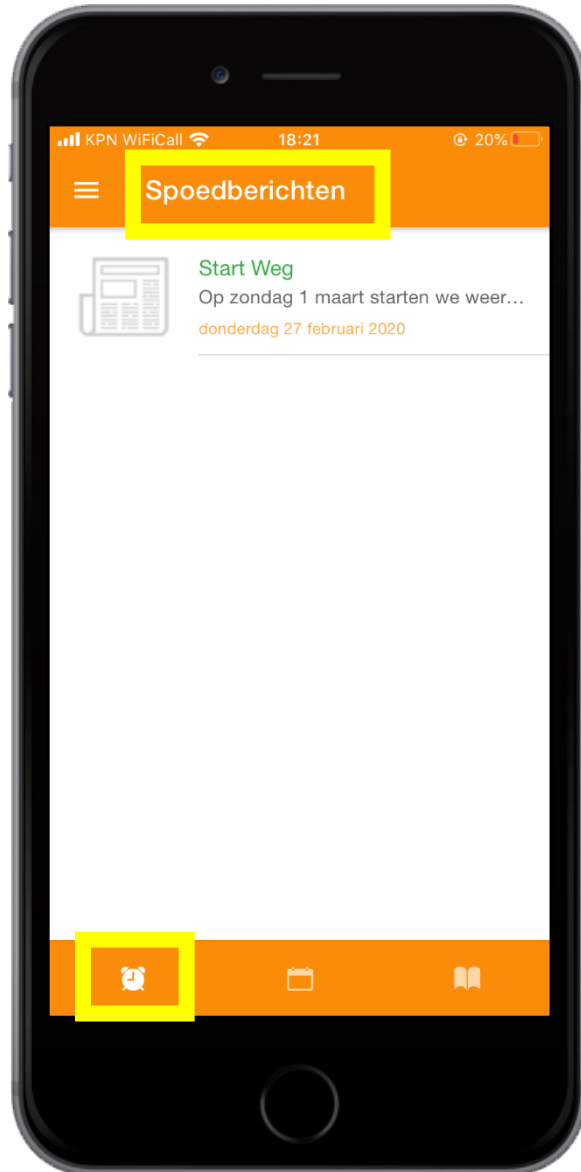 KPN WiFiCall 18:21 20%
Spoedberichten
Start Weg
Op zondag 1 maart starten we weer...
donderdag 27 februari 2020